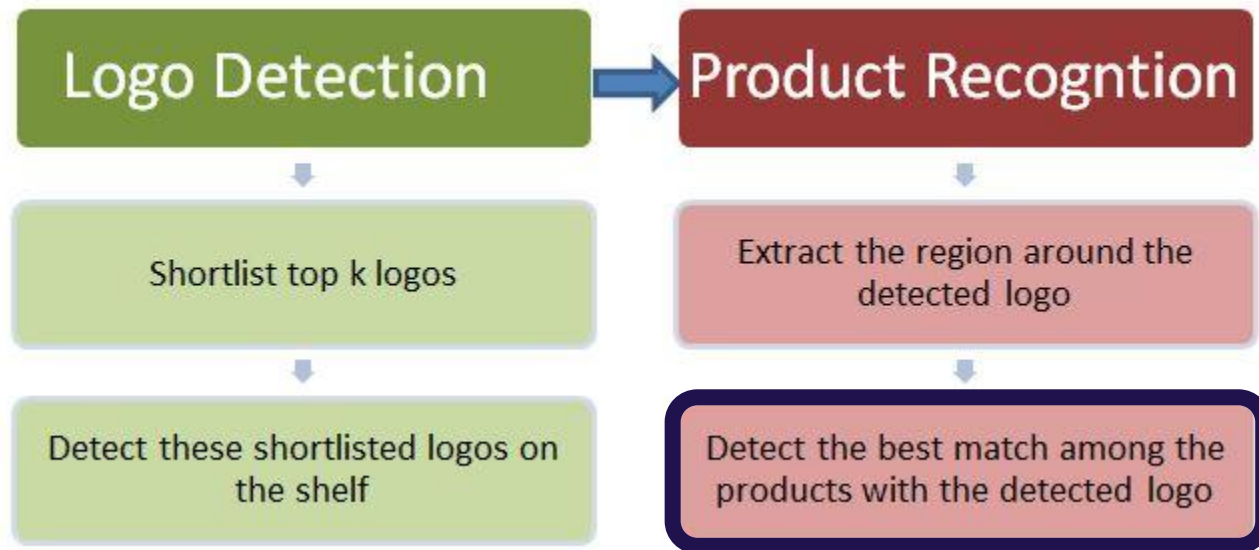 Logo Detection
Product Recogntion
Shortlist top k logos
Extract the region around the
detected logo
Detect these shortlisted logos on
the shelf
Detect the best match among the
products with the detected logo